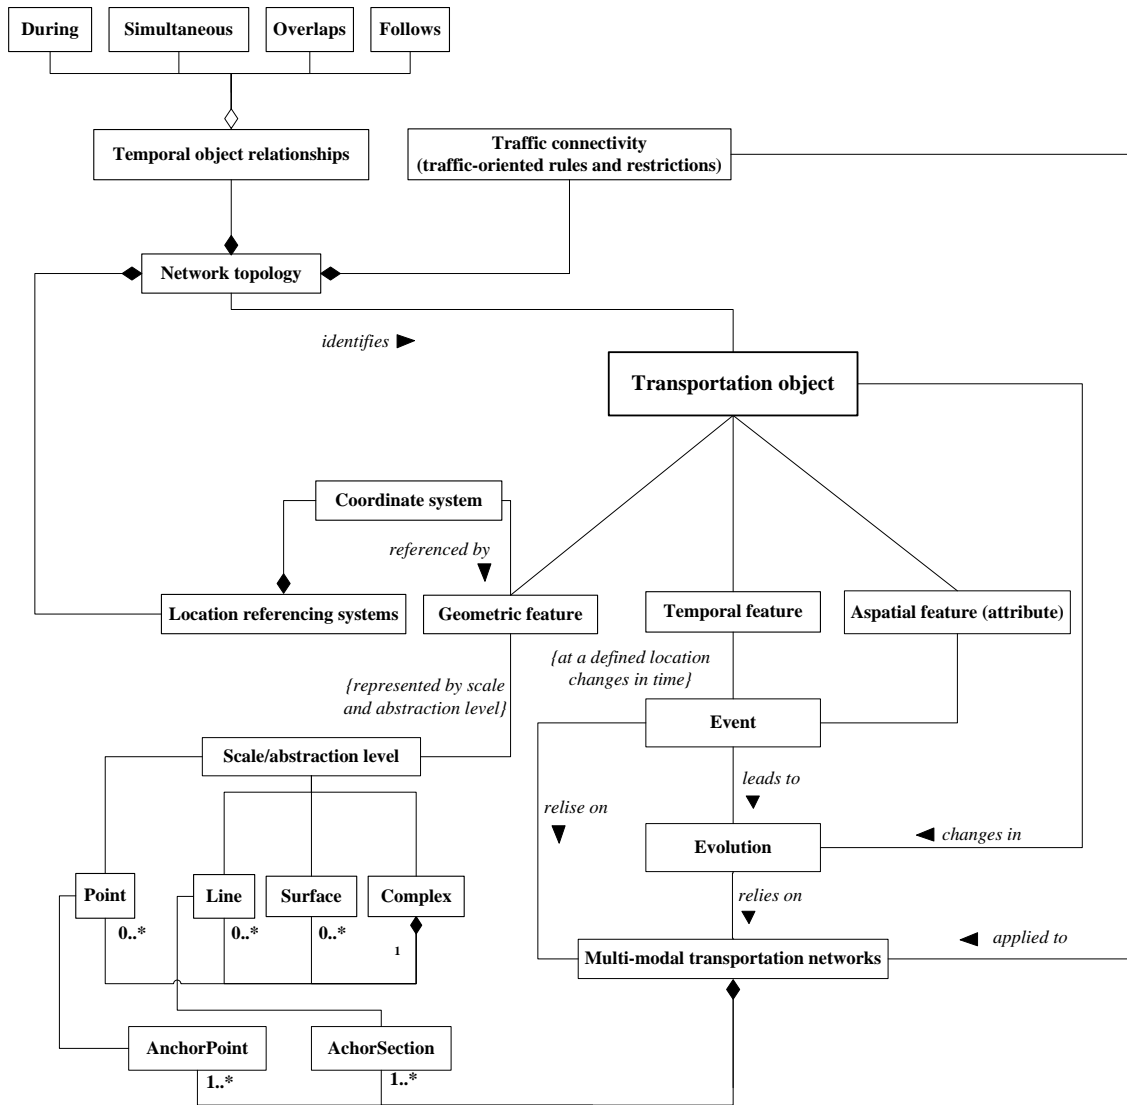 During
Simultaneous
Overlaps
Follows
Temporal object relationships
Traffic connectivity
(traffic-oriented rules and restrictions)
Network topology
identifies
Transportation object
Coordinate system
referenced by
Location referencing systems
Geometric feature
Temporal feature
Aspatial feature (attribute)
{at a defined location
changes in time}
{represented by scale
and abstraction level}
Event
Scale/abstraction level
leads to
relise on
changes in
Evolution
Point
Line
Surface
Complex
relies on
0..*
0..*
0..*
1
applied to
Multi-modal transportation networks
AnchorPoint
AchorSection
1..*
1..*